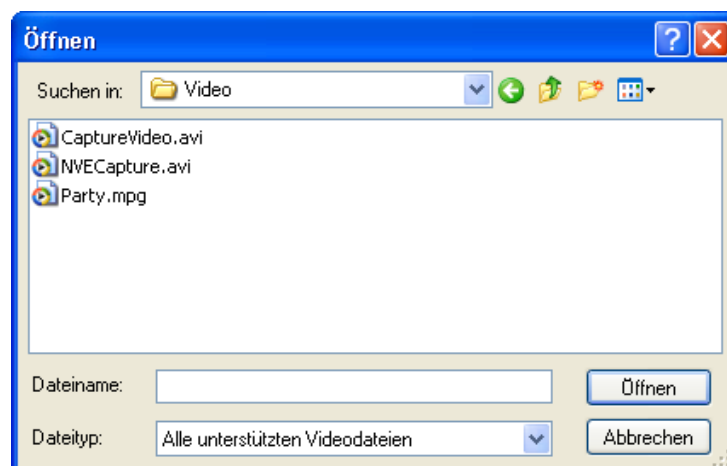 Öffnen
Suchen in: Video
CaptureVideo.avi
NVECapture.avi
Party.mpg
Dateiname: Öffnen
Dateityp: Alle unterstützten Videodateien Abbrechen